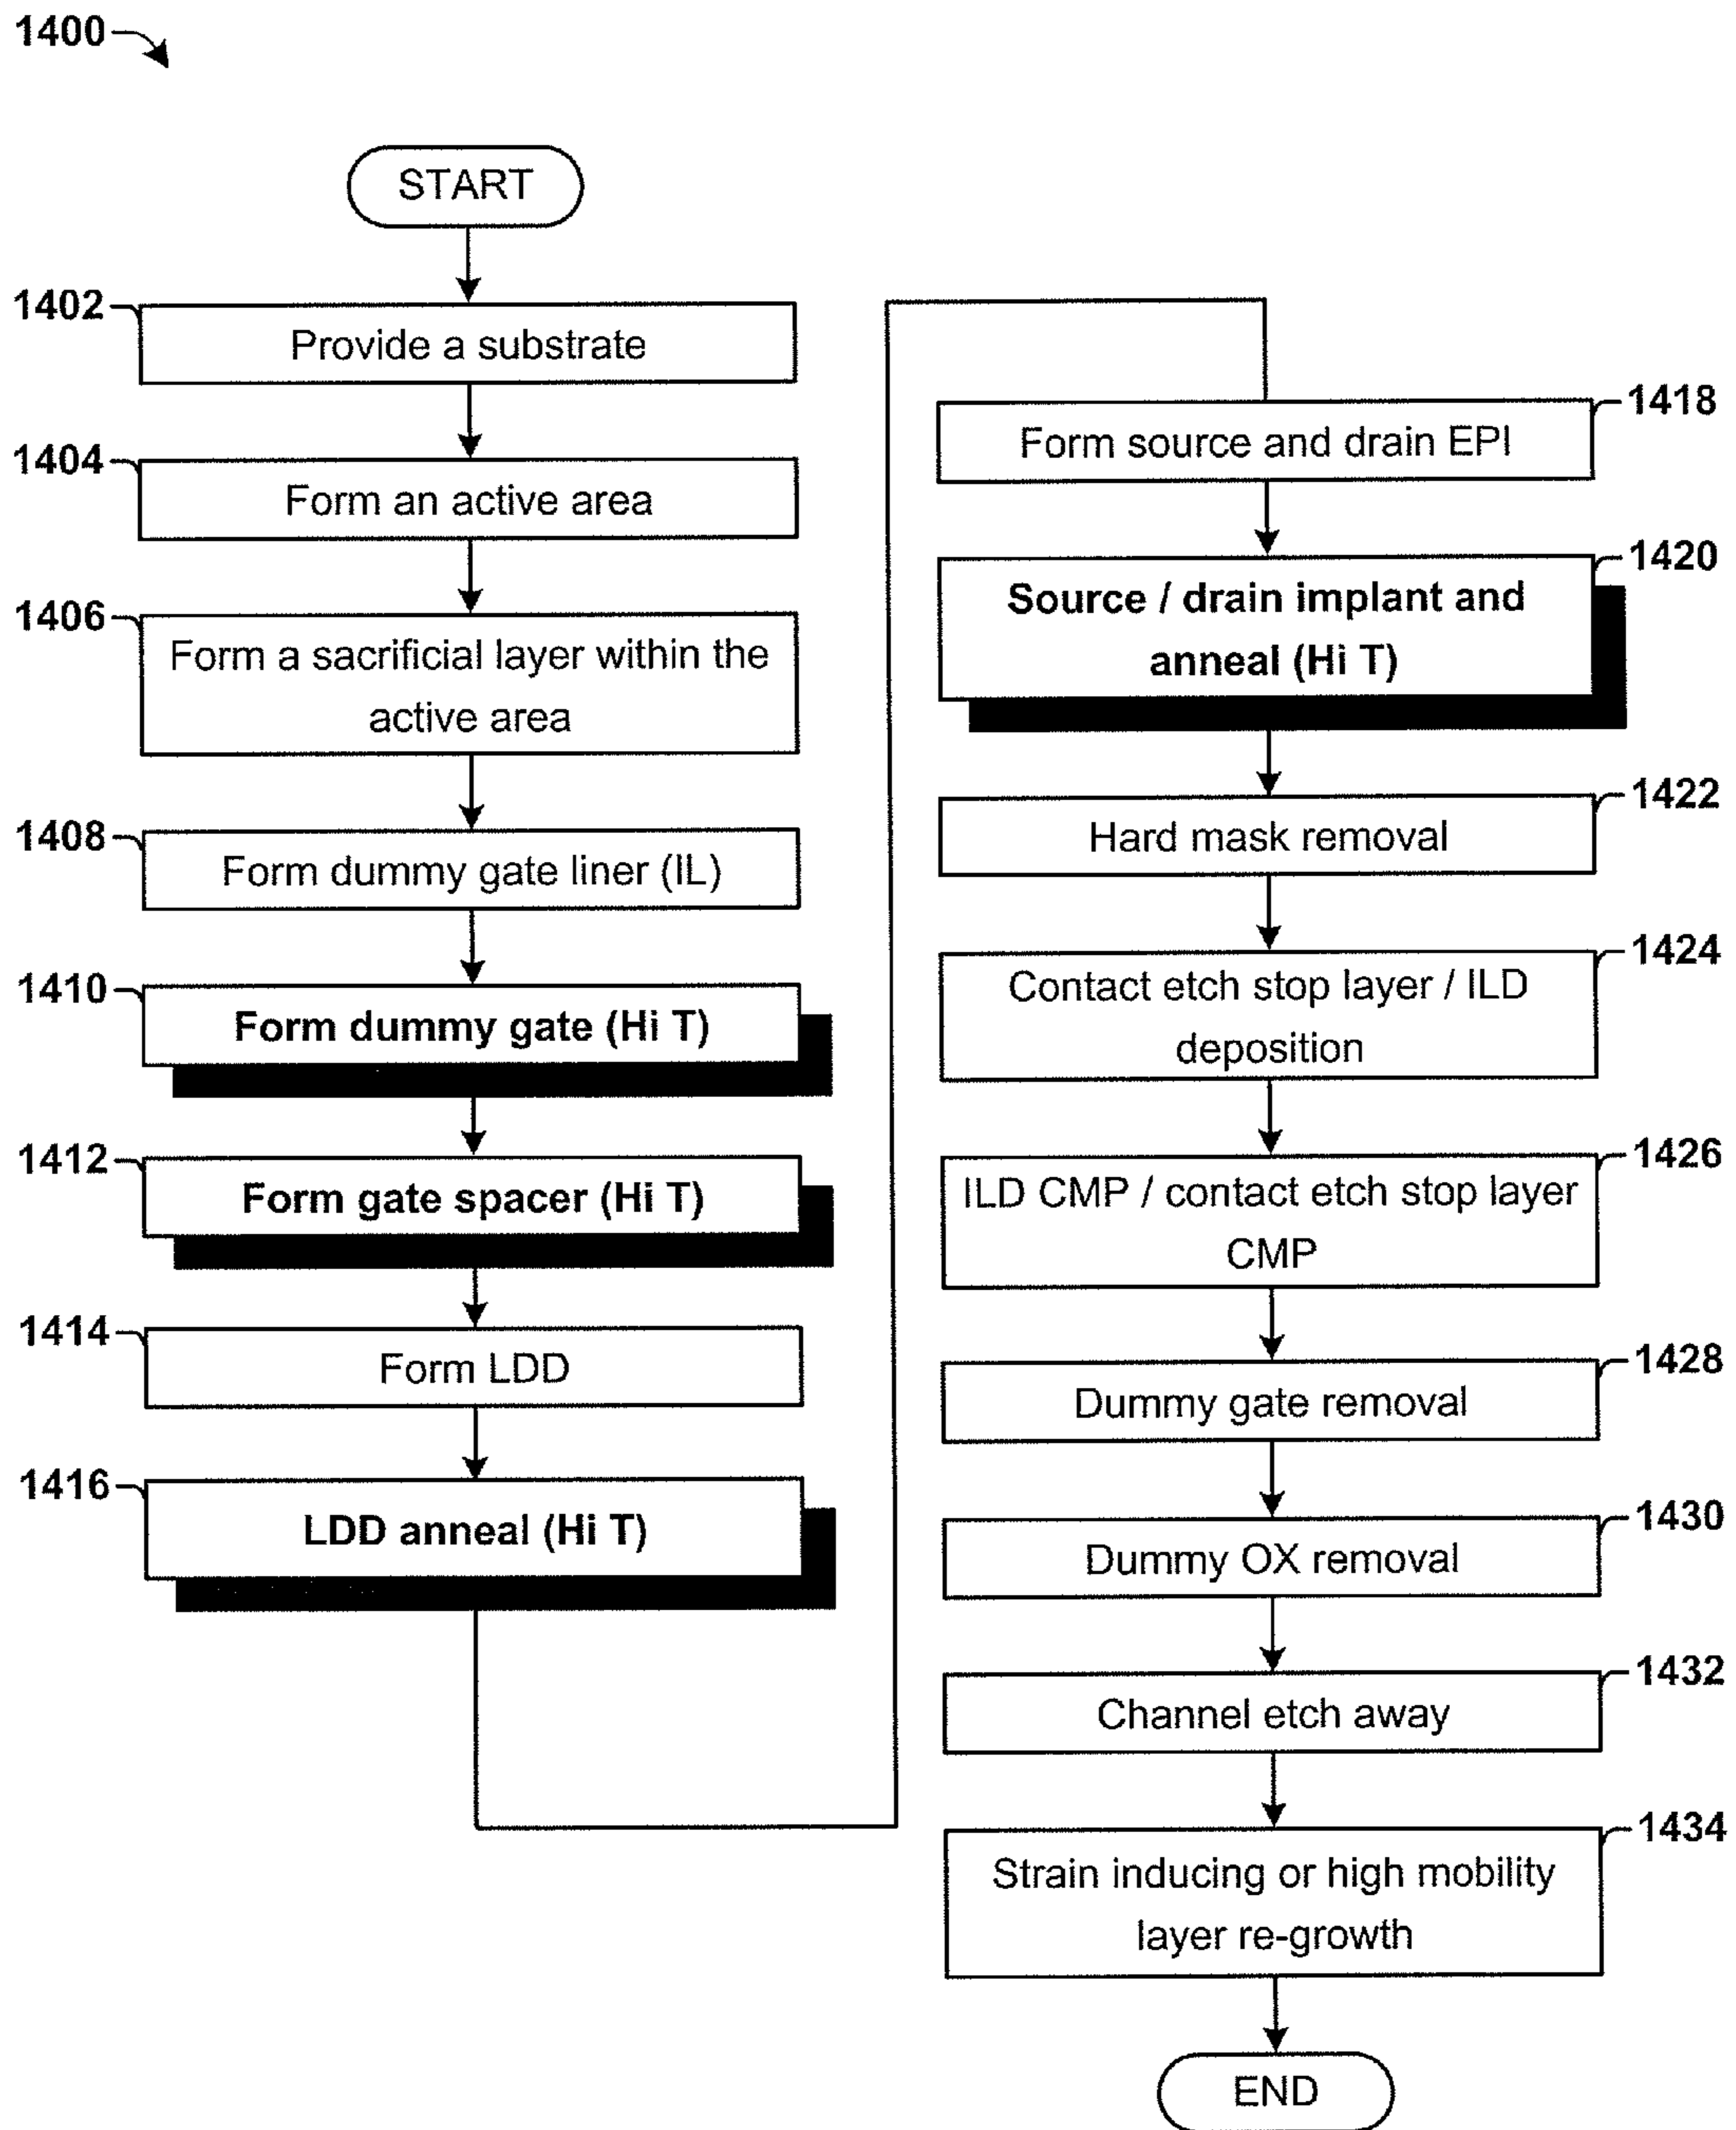 1400
START
1402
Provide a substrate
1404
Form an active area
1406
Form a sacrificial layer within the
active area
1408
Form dummy gate liner (IL)
1410
Form dummy gate (Hi T)
1412
Form gate spacer (Hi T)
1414
Form LDD
1416
LDD anneal (Hi T)
1418
Form source and drain EPI
1420
Source / drain implant and
anneal (Hi T)
1422
Hard mask removal
1424
Contact etch stop layer / ILD
deposition
1426
ILD CMP / contact etch stop layer
CMP
1428
Dummy gate removal
1430
Dummy OX removal
1432
Channel etch away
1434
Strain inducing or high mobility
layer re-growth
END